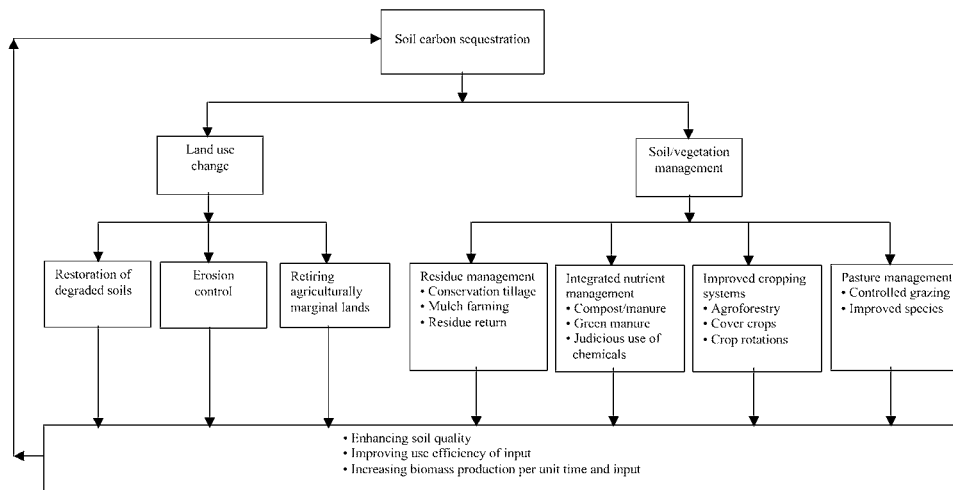 Soil carbon sequestration
Land use
change
Soil/vegetation
management
Restoration of
degraded soils
Erosion
control
Retiring
agriculturally
marginal lands
Residue management
• Conservation tillage
• Mulch farming
• Residue return
Integrated nutrient
management
• Compost/manure
• Green manure
• Judicious use of
chemicals
Improved cropping
systems
• Agroforestry
• Cover crops
• Crop rotations
Pasture management
• Controlled grazing
• Improved species
• Enhancing soil quality
• Improving use efficiency of input
• Increasing biomass production per unit time and input